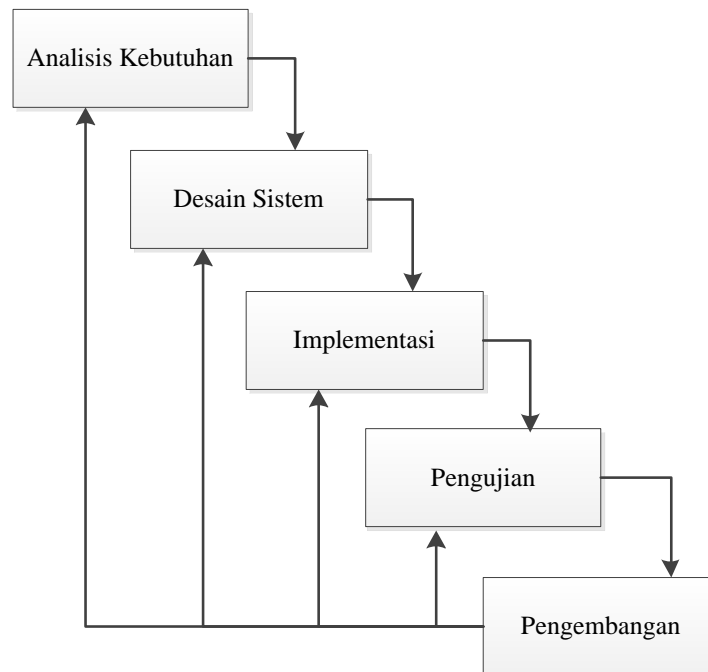 Analisis Kebutuhan
Desain Sistem
Implementasi
Pengujian
Pengembangan